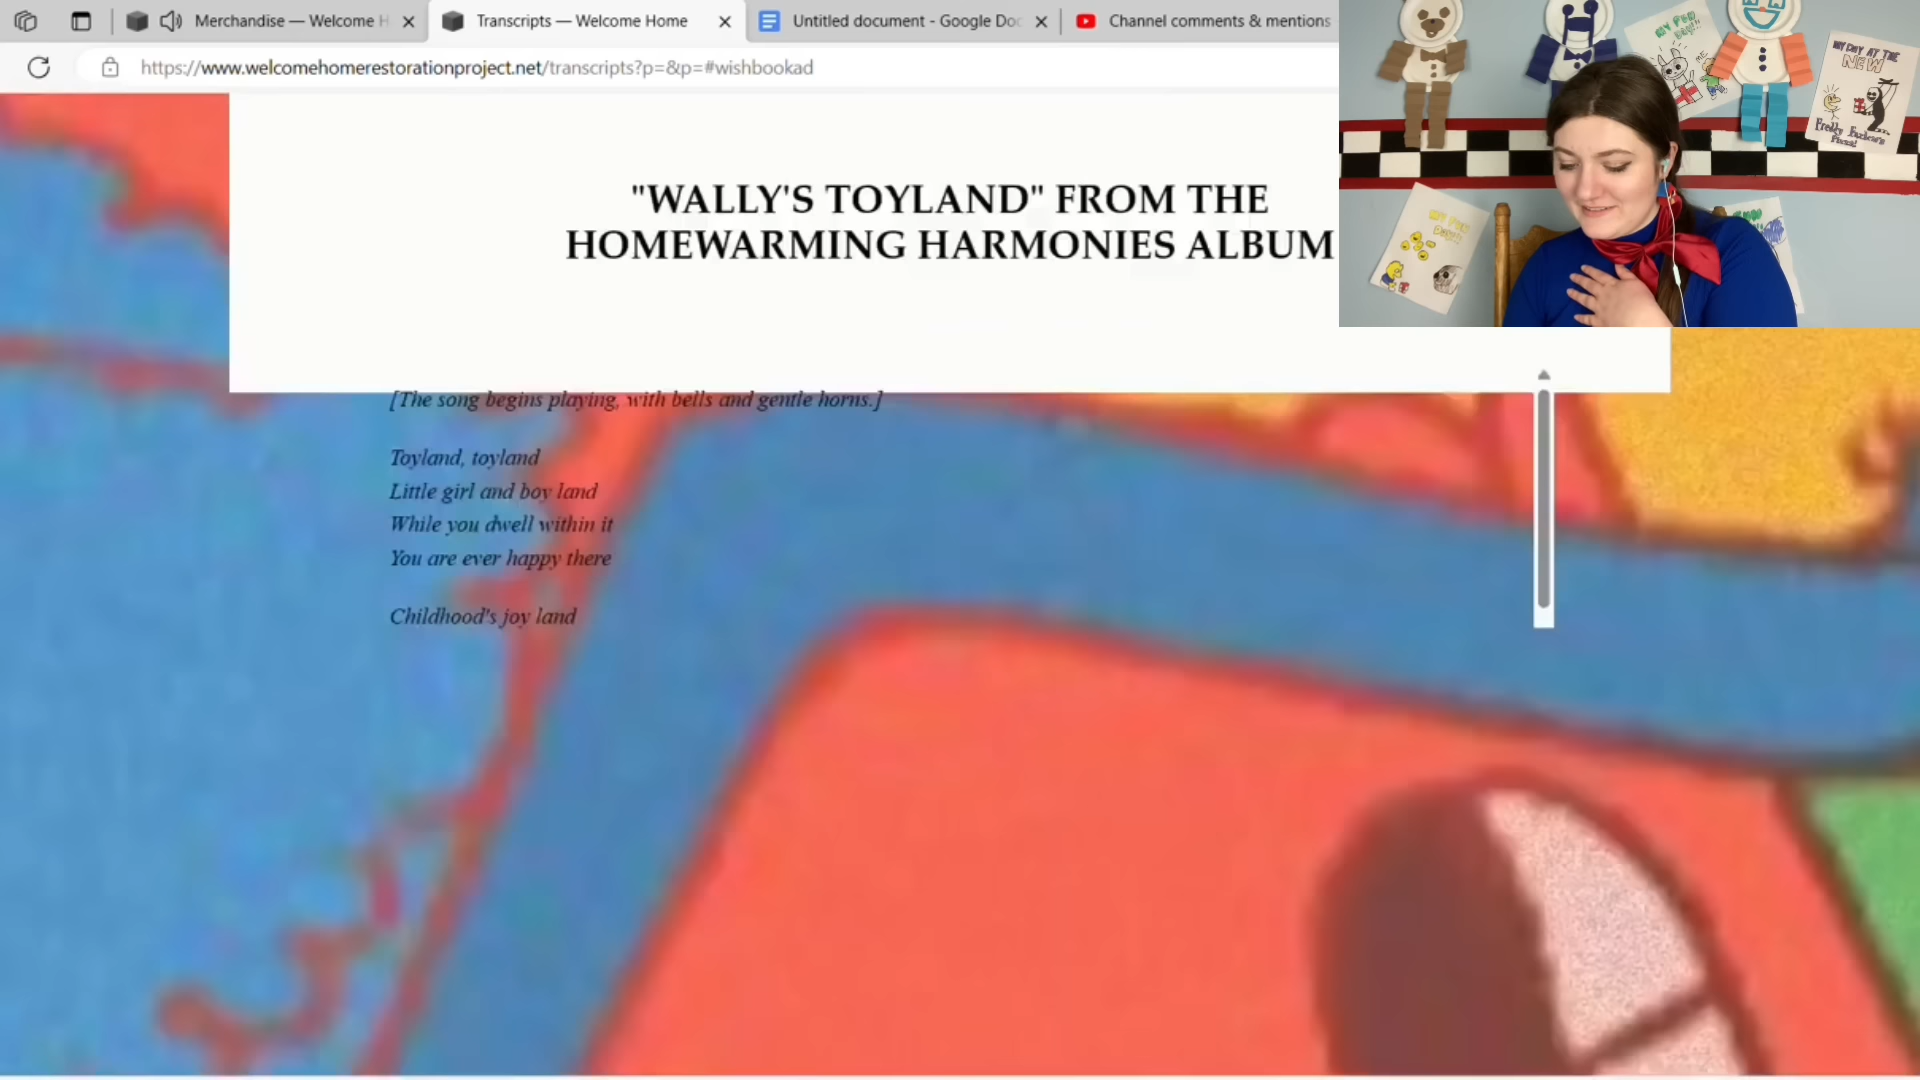 Merchandise — Welcome H
Transcripts — Welcome Home
Untitled document - Google Doc
Channel comments & mentions
https://www.welcomehomerestorationproject.net/transcripts?p=&p=#wishbookad
"WALLY'S TOYLAND" FROM THE
HOMEWARMING HARMONIES ALBUM
[The song begins playing, with bells and gentle horns.]
Toyland, toyland
Little girl and boy land
While you dwell within it
You are ever happy there
Childhood's joy land
MY DAY AT THE
NEW